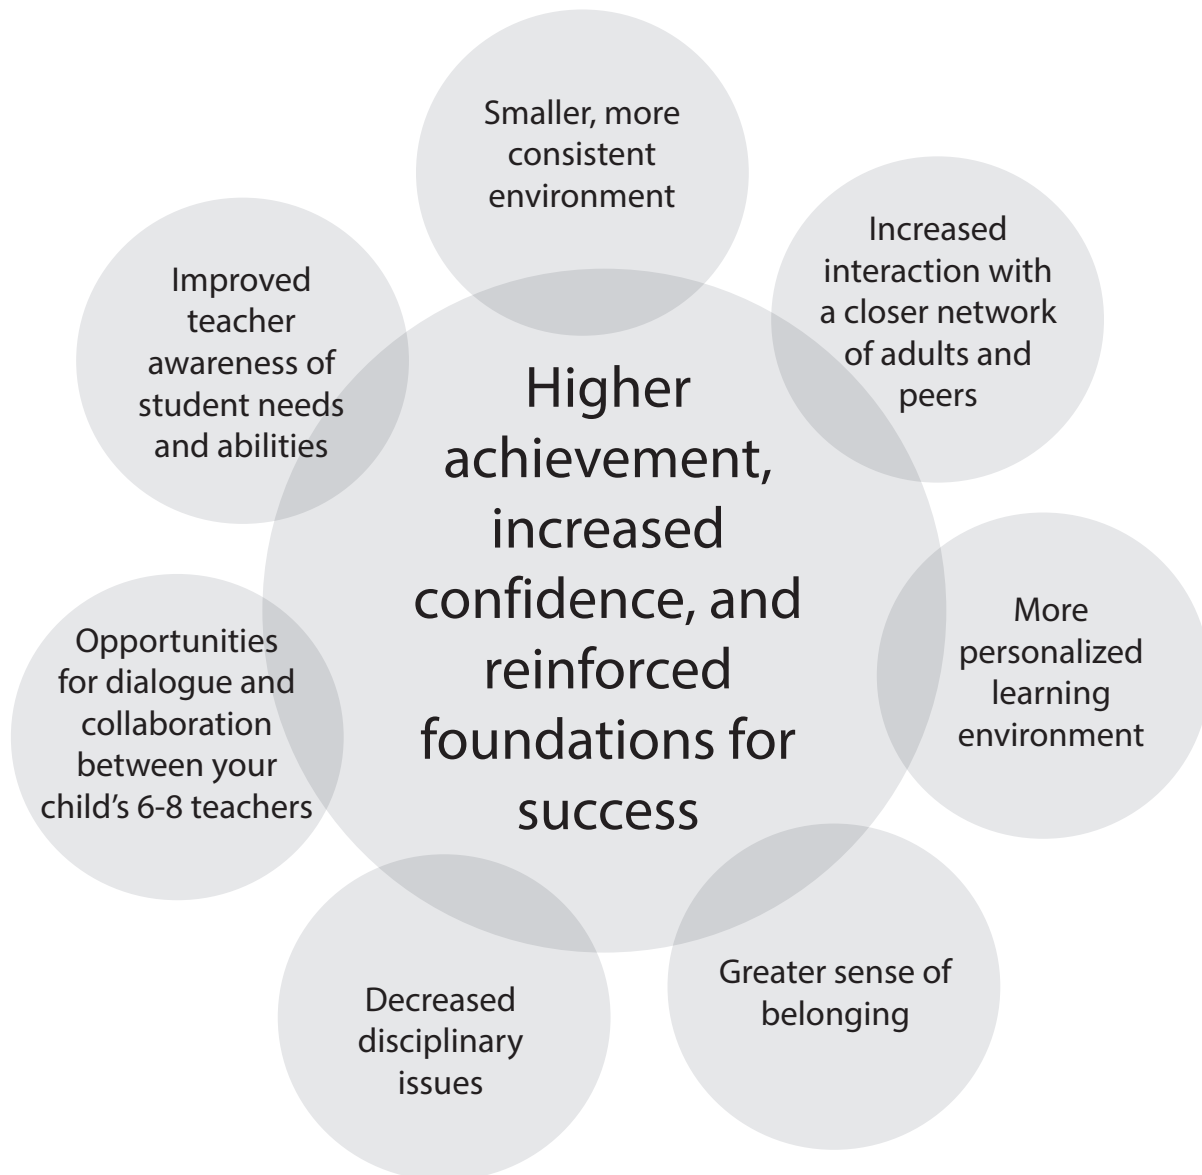 Smaller, more
consistent
environment
Increased
interaction with
a closer network
of adults and
peers
More
personalized
learning
environment
Greater sense of
belonging
Decreased
disciplinary
issues
Opportunities
for dialogue and
collaboration
between your
child’s 6-8 teachers
Improved
teacher
awareness of
student needs
and abilities
Higher
achievement,
increased
confidence, and
reinforced
foundations for
success